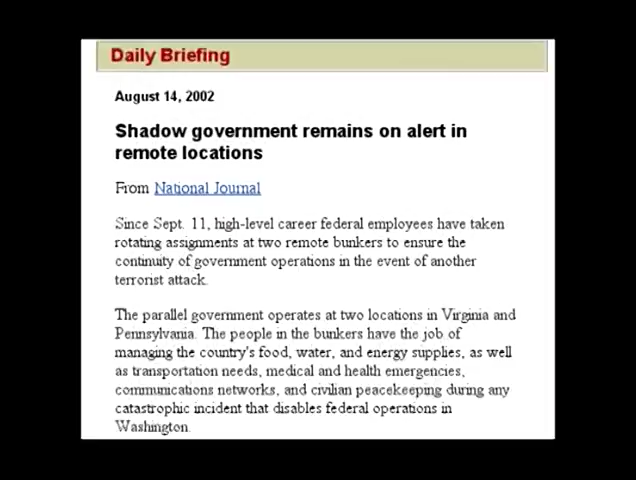 Daily Briefing
August 14, 2002
Shadow government remains on alert in
remote locations
From National Journal
Since Sept. 11, high-level career federal employees have taken
rotating assignments at two remote bunkers to ensure the
continuity of government operations in the event of another
terrorist attack.
The parallel government operates at two locations in Virginia and
Pennsylvania. The people in the bunkers have the job of
managing the country's food, water, and energy supplies, as well
as transportation needs, medical and health emergencies,
communications networks, and civilian peacekeeping during any
catastrophic incident that disables federal operations in
Washington.